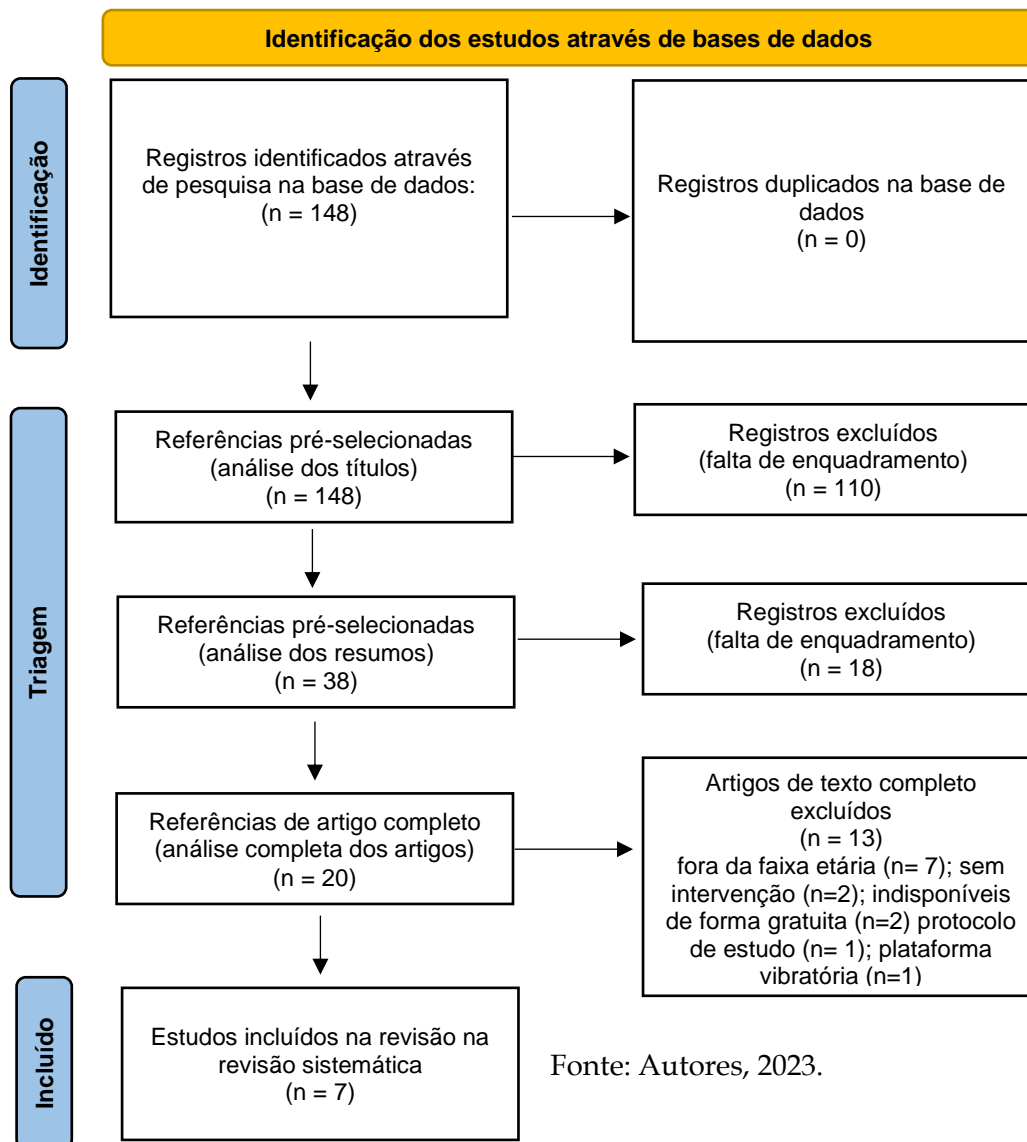 Identificação dos estudos através de bases de dados
Identificação
Registros identificados através
de pesquisa na base de dados:
(n = 148)
Registros duplicados na base de
dados
(n = 0)
Triagem
Referências pré-selecionadas
(análise dos títulos)
(n = 148)
Registros excluídos
(falta de enquadramento)
(n = 110)
Referências pré-selecionadas
(análise dos resumos)
(n = 38)
Registros excluídos
(falta de enquadramento)
(n = 18)
Referências de artigo completo
(análise completa dos artigos)
(n = 20)
Artigos de texto completo
excluídos
(n = 13)
fora da faixa etária (n= 7); sem
intervenção (n=2); indisponíveis
de forma gratuita (n=2) protocolo
de estudo (n= 1); plataforma
vibratória (n=1)
Incluído
Estudos incluídos na revisão na
revisão sistemática
(n = 7)
Fonte: Autores, 2023.